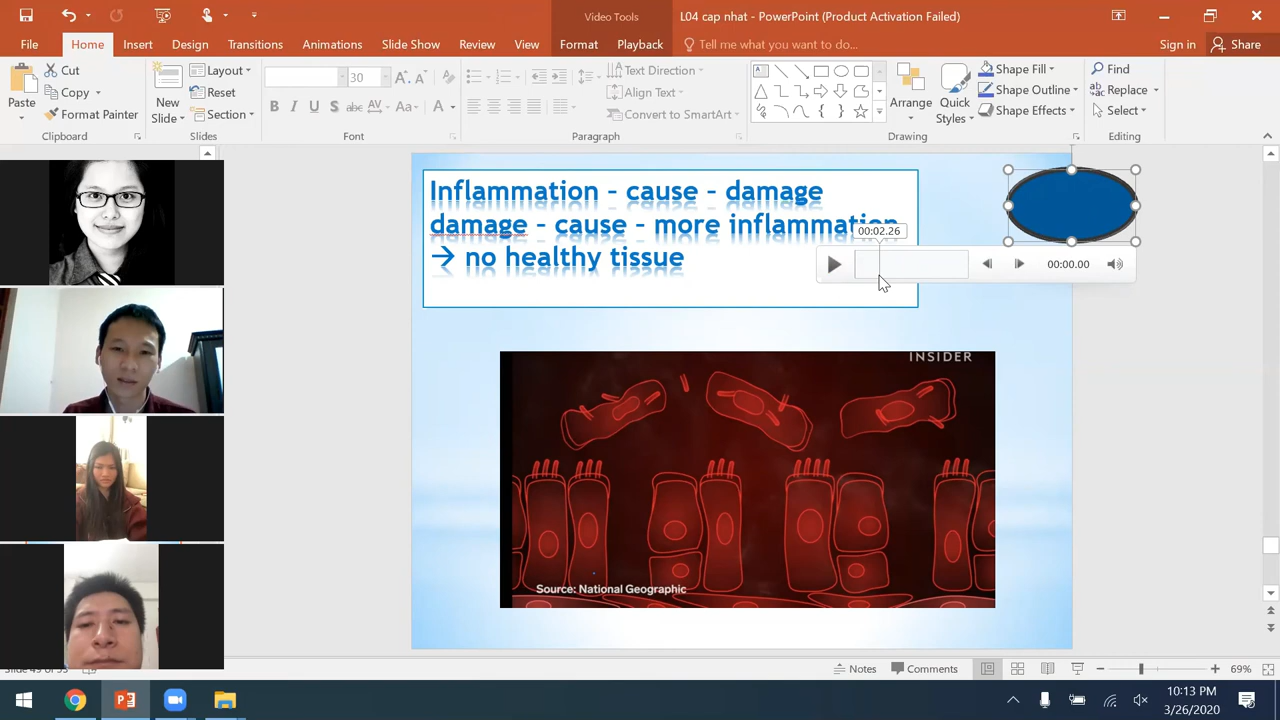 Video Tools
L04 cap nhat - PowerPoint (Product Activation Failed)
File
Home
Insert
Design
Transitions
Animations
Slide Show
Review
View
Format
Playback
Tell me what you want to do...
Sign in
Share
Paste
Cut
Copy
Format Painter
New Slide
Layout
Reset
Section
30
B I U S abc AV Aa A
Text Direction
Align Text
Convert to SmartArt
Arrange
Quick Styles
Shape Fill
Shape Outline
Shape Effects
Find
Replace
Select
Clipboard
Slides
Font
Paragraph
Drawing
Editing
Inflammation – cause – damage
damage – cause – more inflammation
→ no healthy tissue
00:02.26
00:00.00
INSIDER
Source: National Geographic
Notes
Comments
69%
10:13 PM
3/26/2020